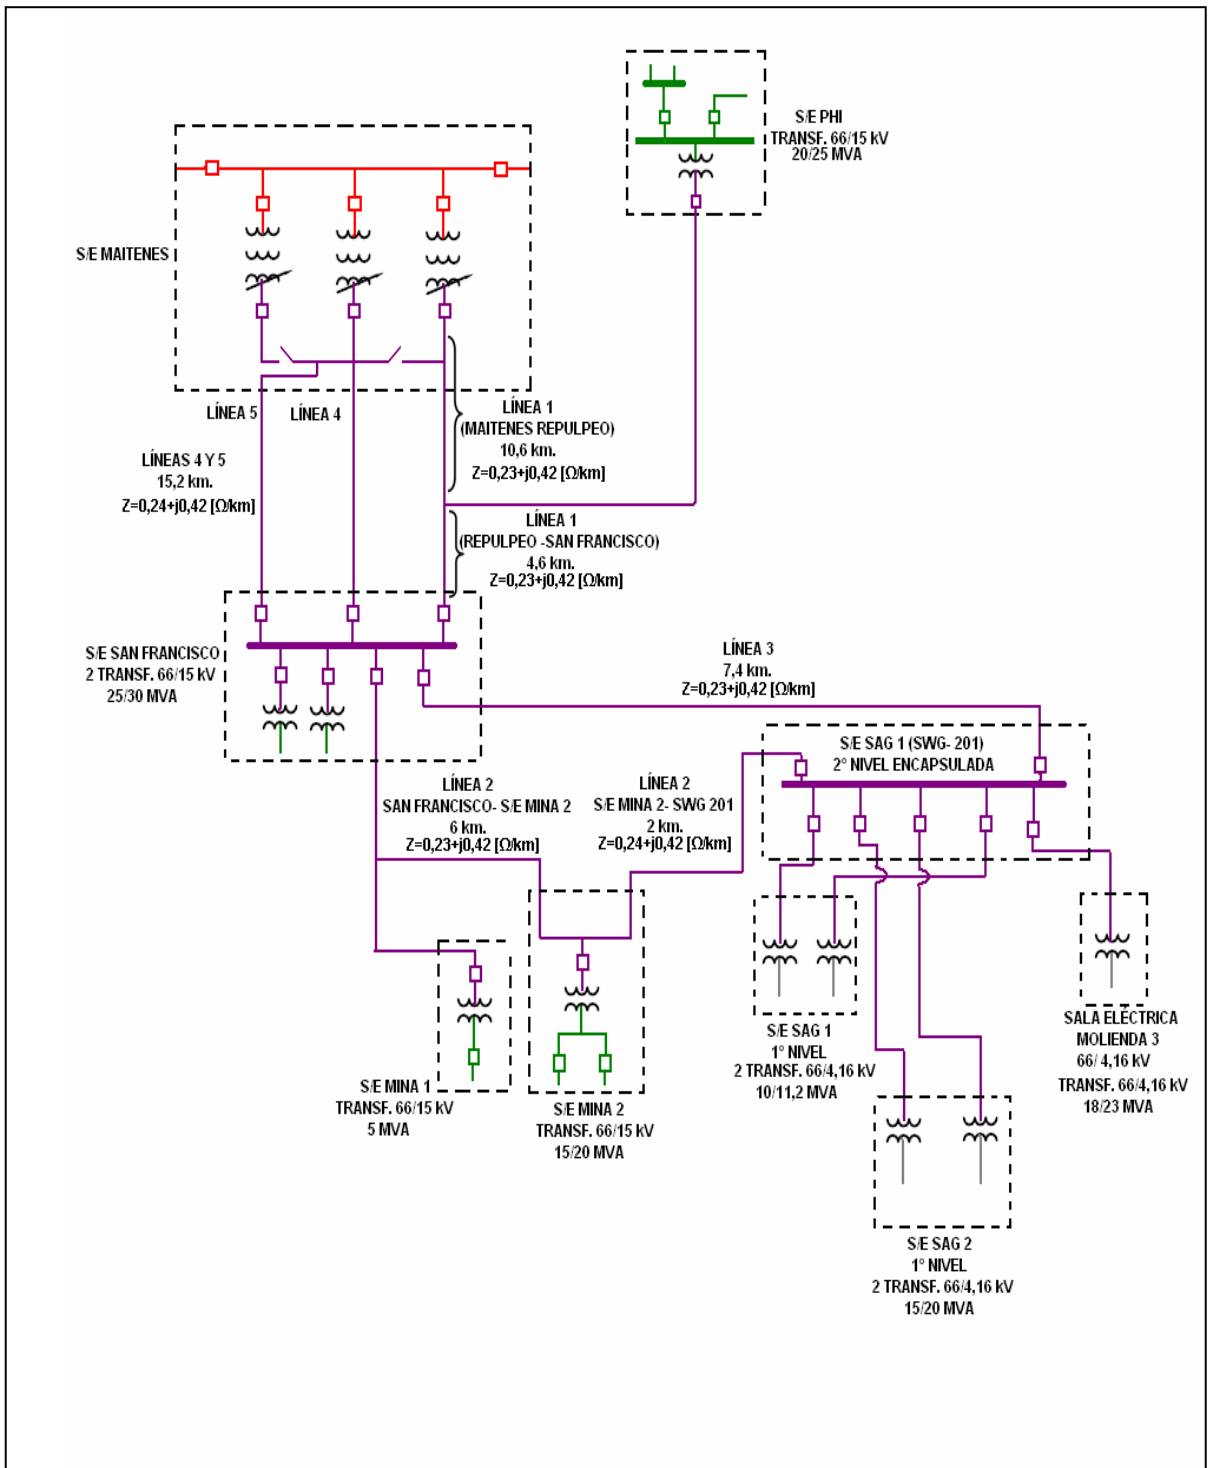 S/E PHI
TRANSF. 66/15 kV
20/25 MVA
S/E MAITENES
LÍNEA 5
LÍNEA 4
LÍNEA 1
(MAITENES REPULPEO)
10,6 km.
Z=0,23+j0,42 [Ω/km]
LÍNEAS 4 Y 5
15,2 km.
Z=0,24+j0,42 [Ω/km]
LÍNEA 1
(REPULPEO -SAN FRANCISCO)
4,6 km.
Z=0,23+j0,42 [Ω/km]
S/E SAN FRANCISCO
2 TRANSF. 66/15 kV
25/30 MVA
LÍNEA 3
7,4 km.
Z=0,23+j0,42 [Ω/km]
S/E SAG 1 (SWG- 201)
2° NIVEL ENCAPSULADA
LÍNEA 2
SAN FRANCISCO- S/E MINA 2
6 km.
Z=0,23+j0,42 [Ω/km]
LÍNEA 2
S/E MINA 2- SWG 201
2 km.
Z=0,24+j0,42 [Ω/km]
S/E MINA 1
TRANSF. 66/15 kV
5 MVA
S/E MINA 2
TRANSF. 66/15 kV
15/20 MVA
S/E SAG 1
1° NIVEL
2 TRANSF. 66/4,16 kV
10/11,2 MVA
SALA ELÉCTRICA
MOLIENDA 3
66/ 4,16 kV
TRANSF. 66/4,16 kV
18/23 MVA
S/E SAG 2
1° NIVEL
2 TRANSF. 66/4,16 kV
15/20 MVA